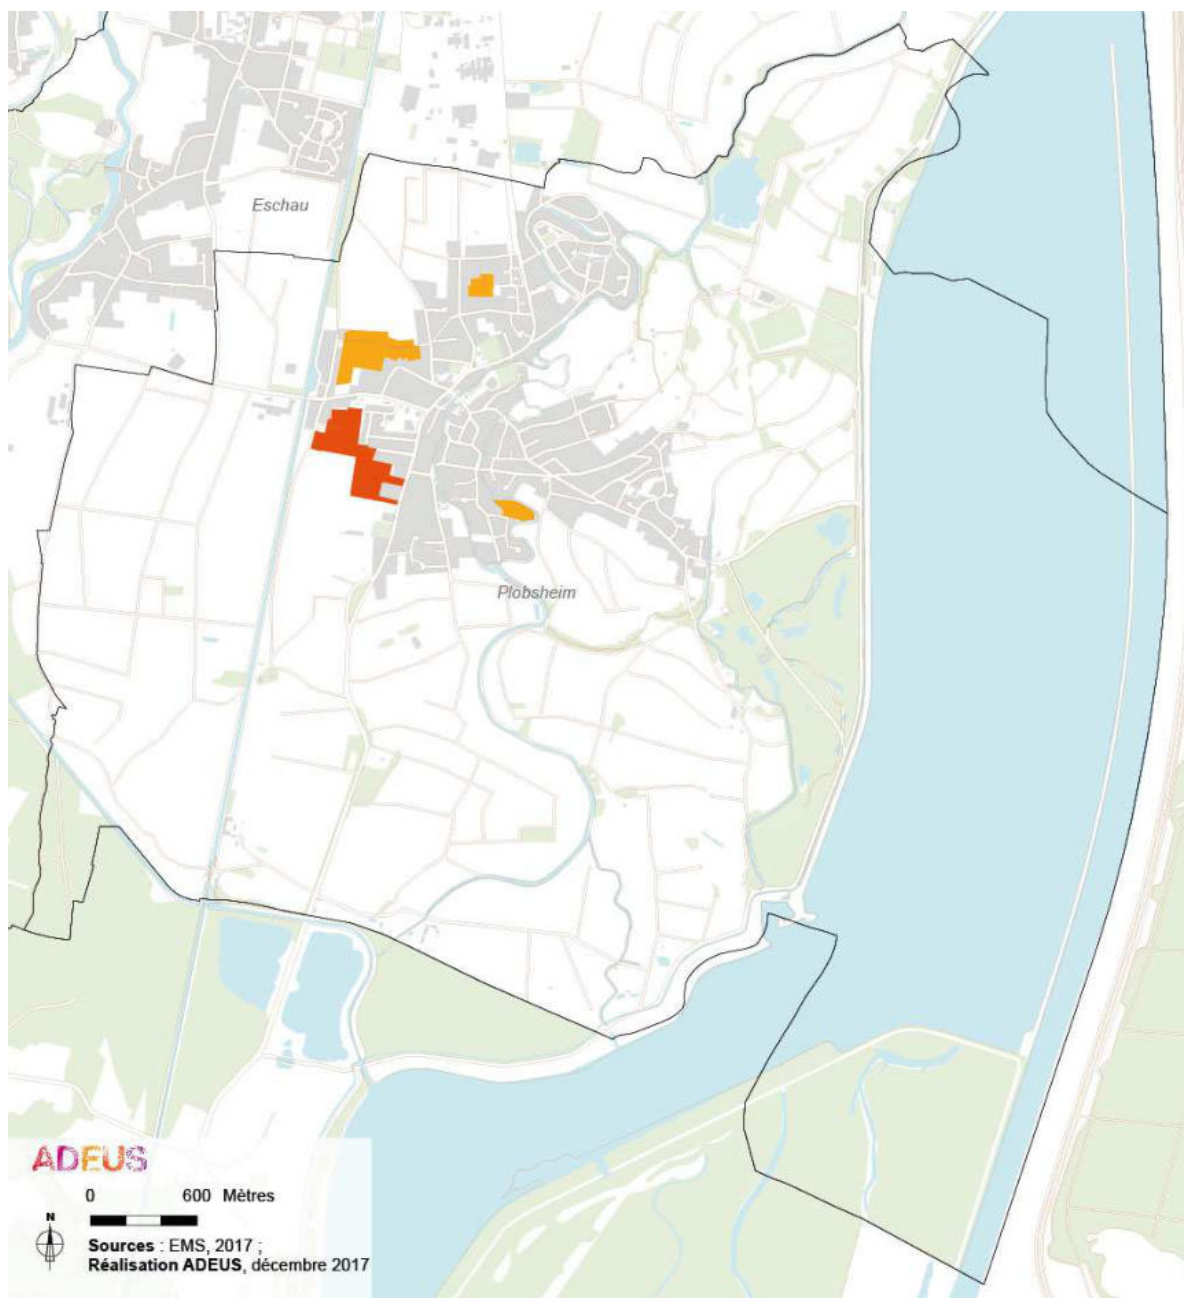 Eschau
Plobsheim
ADEUS
0 600 Mètres
N
Sources : EMS, 2017 ;
Réalisation ADEUS, décembre 2017